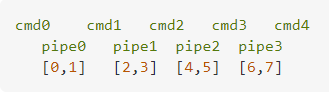 cmd0 cmd1 cmd2 cmd3 cmd4
pipe0 pipe1 pipe2 pipe3
[0,1] [2,3] [4,5] [6,7]